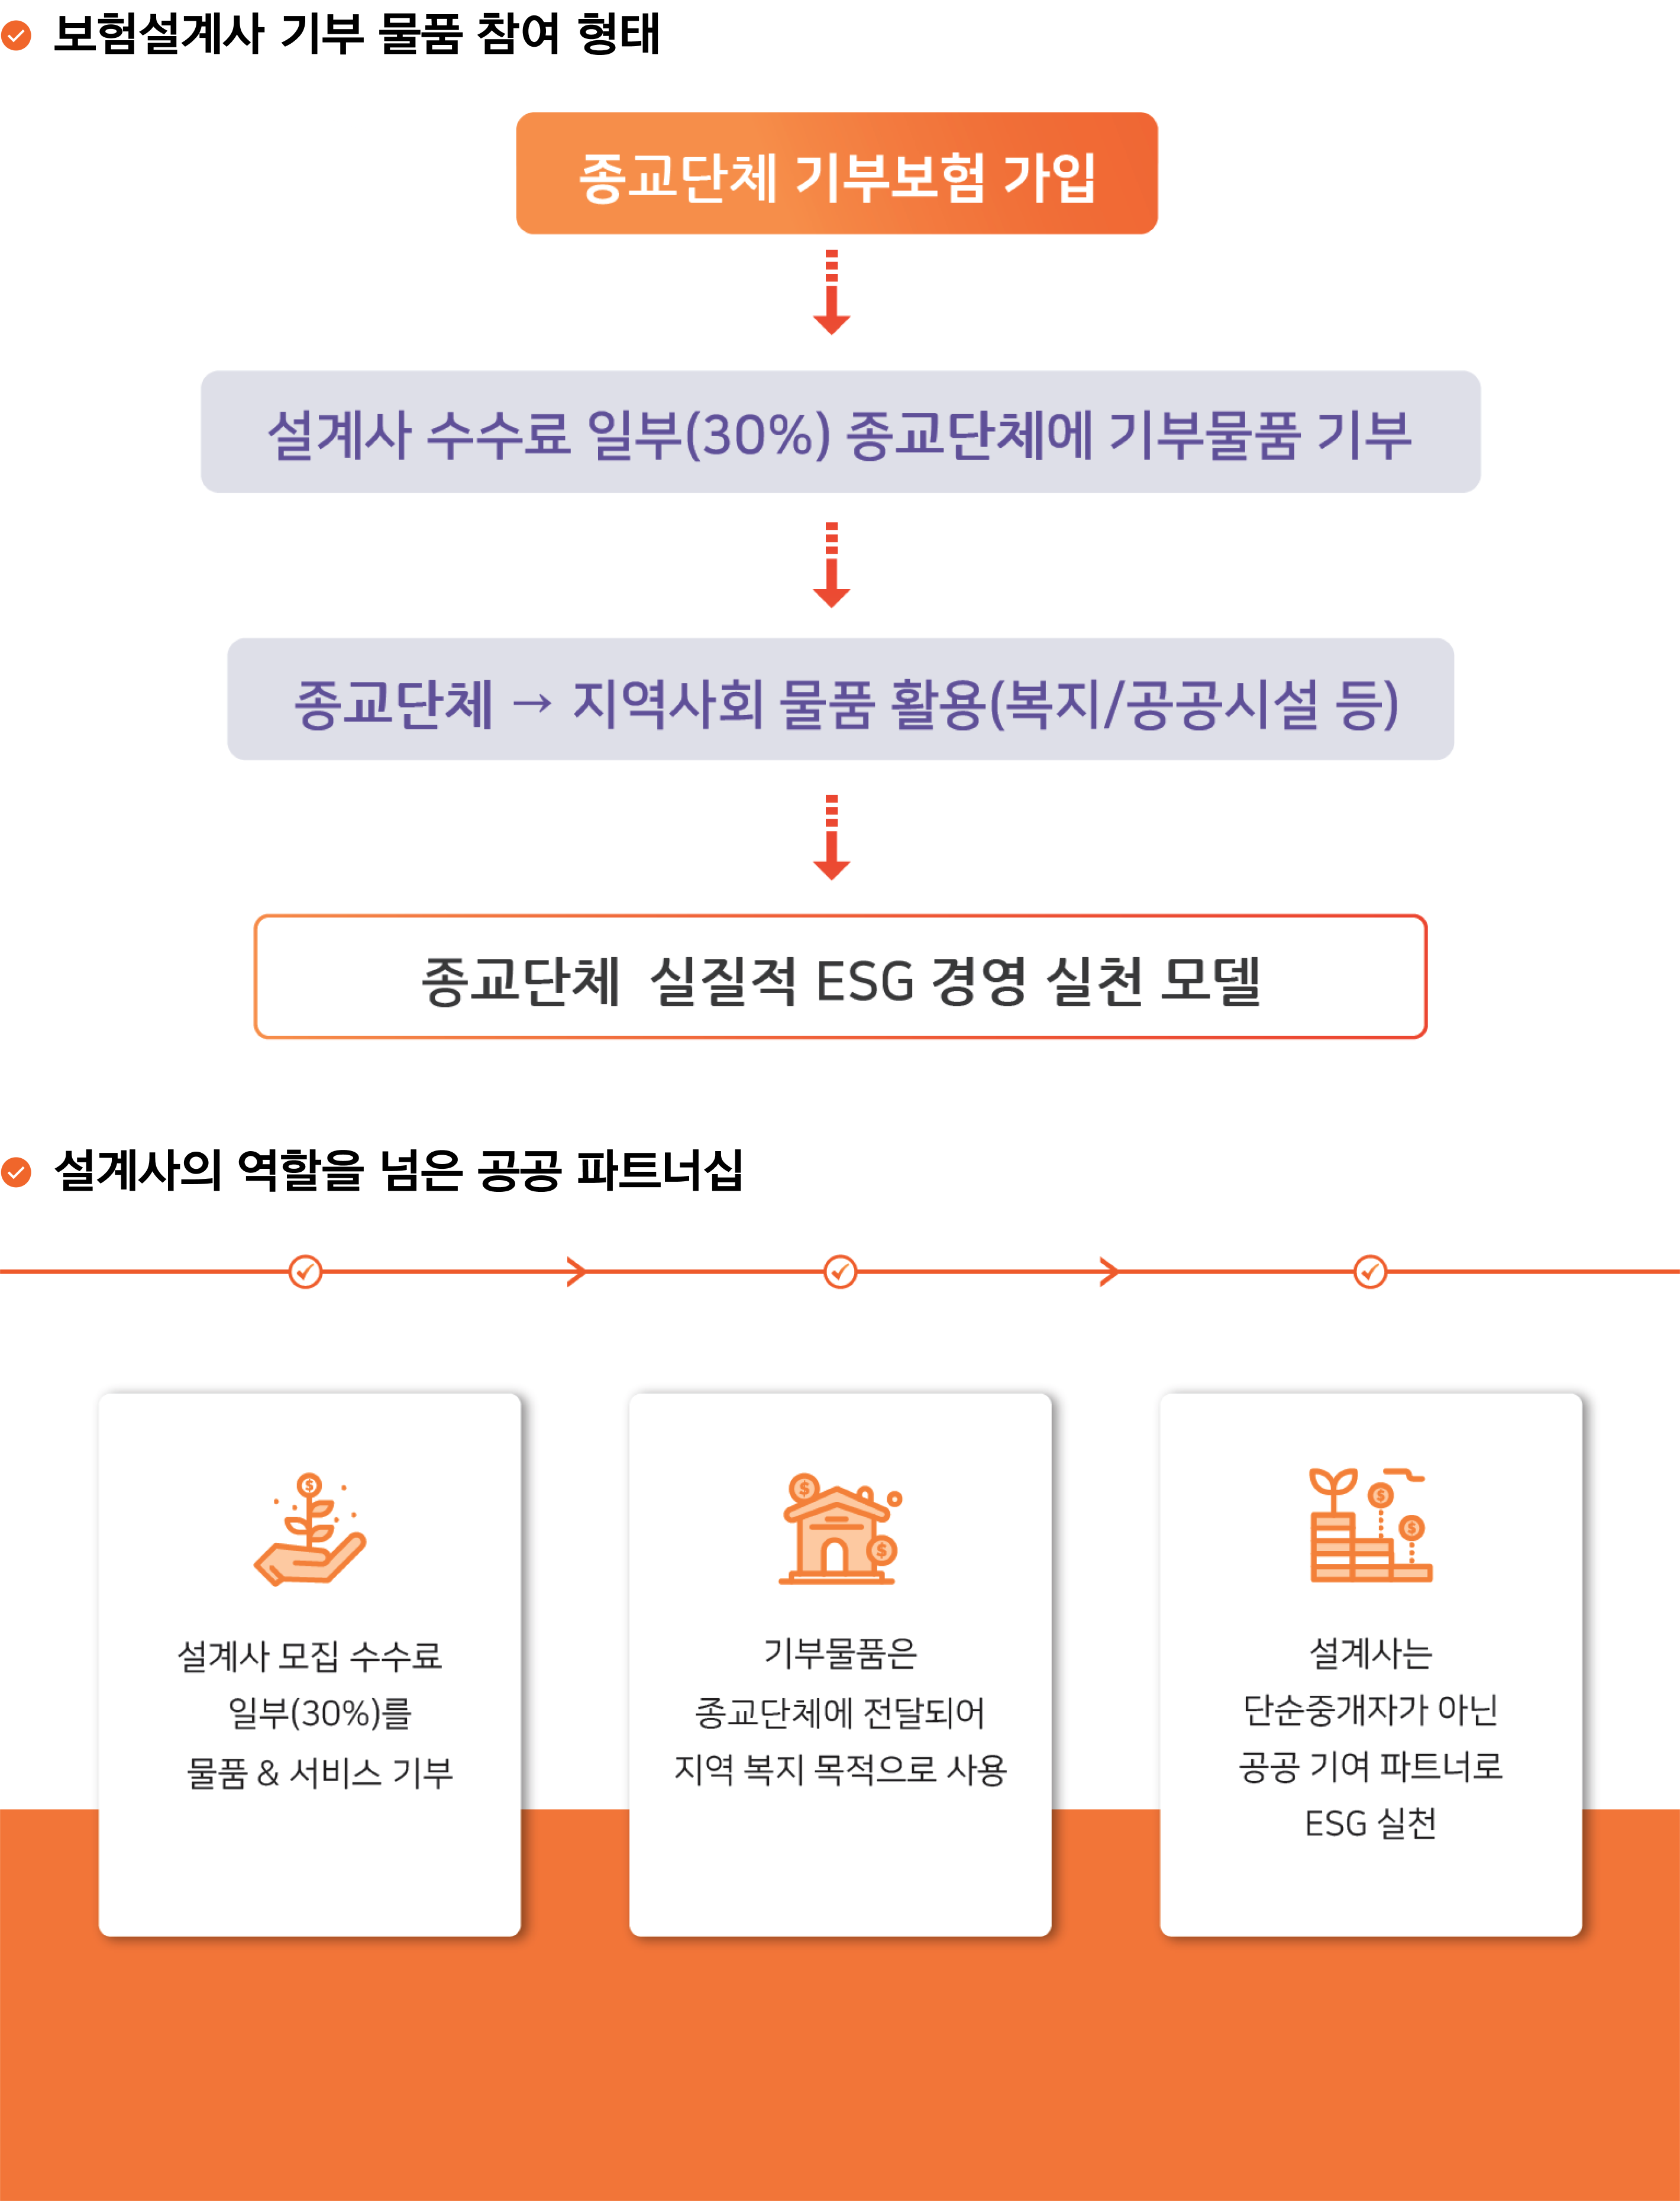 보험설계사 기부 물품 참여 형태
종교단체 기부보험 가입
설계사 수수료 일부(30%) 종교단체에 기부물품 기부
종교단체 → 지역사회 물품 활용(복지/공공시설 등)
종교단체 실질적 ESG 경영 실천 모델
설계사의 역할을 넘은 공공 파트너십
설계사 모집 수수료
일부(30%)를
물품 & 서비스 기부
기부물품은
종교단체에 전달되어
지역 복지 목적으로 사용
설계사는
단순중개자가 아닌
공공 기여 파트너로
ESG 실천